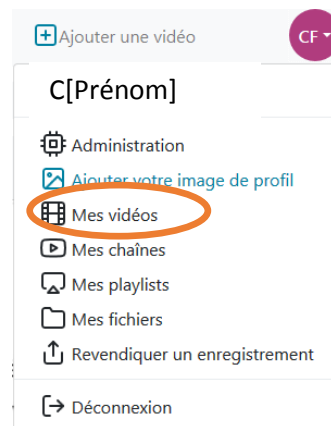 Ajouter une vidéo
CF
C[Prénom]
Administration
Ajouter votre image de profil
Mes vidéos
Mes chaînes
Mes playlists
Mes fichiers
Revendiquer un enregistrement
Déconnexion